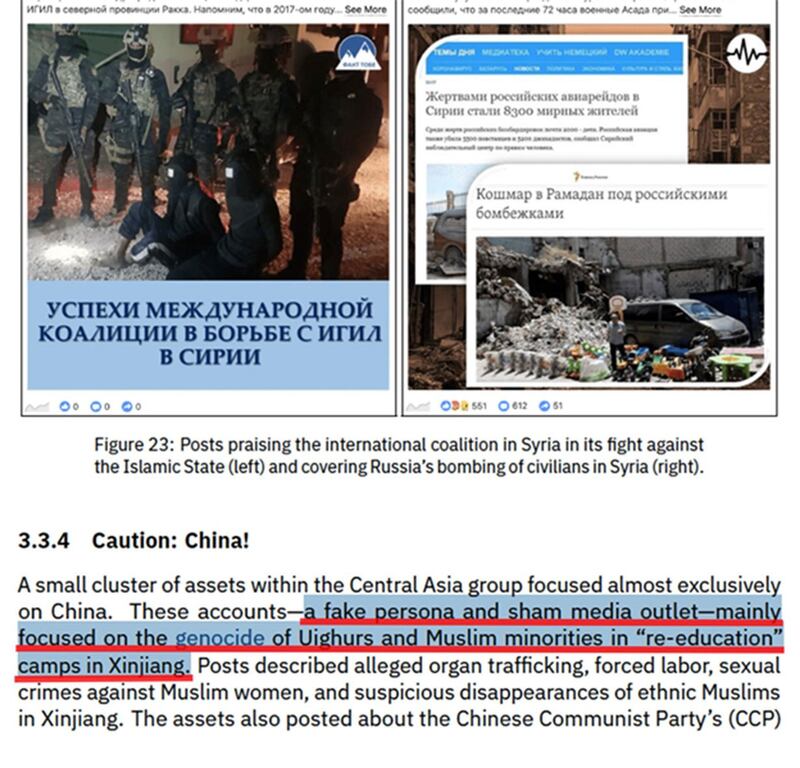 ИГИЛ в северной провинции Ракка. Напомним, что в 2017-ом году... See More
сообщили, что за последние 72 часа военные Асада при... See More
ФАКТ ТОБЕ
УСПЕХИ МЕЖДУНАРОДНОЙ
КОАЛИЦИИ В БОРЬБЕ С ИГИЛ
В СИРИИ
0 0 0
ТЕМЫ ДНЯ МЕДИАТЕКА УЧИТЬ НЕМЕЦКИЙ DW AKADEMIE
КОРОНАВИРУС БЕЛАРУСЬ НОВОСТИ ПОЛИТИКА ЭКОНОМИКА КУЛЬТУРА И СТИЛЬ
Жертвами российских авиарейдов в
Сирии стали 8300 мирных жителей
Среди жертв российских бомбардировок почти 2000 - дети. Российская авиация
также убила 5300 повстанцев и 5200 джихадистов, сообщил Сирийский
наблюдательный центр по правам человека.
Кошмар в Рамадан под российскими
бомбежками
551 612 51
Figure 23: Posts praising the international coalition in Syria in its fight against
the Islamic State (left) and covering Russia's bombing of civilians in Syria (right).
3.3.4 Caution: China!
A small cluster of assets within the Central Asia group focused almost exclusively
on China. These accounts—a fake persona and sham media outlet—mainly
focused on the genocide of Uighurs and Muslim minorities in "re-education"
camps in Xinjiang. Posts described alleged organ trafficking, forced labor, sexual
crimes against Muslim women, and suspicious disappearances of ethnic Muslims
in Xinjiang. The assets also posted about the Chinese Communist Party's (CCP)